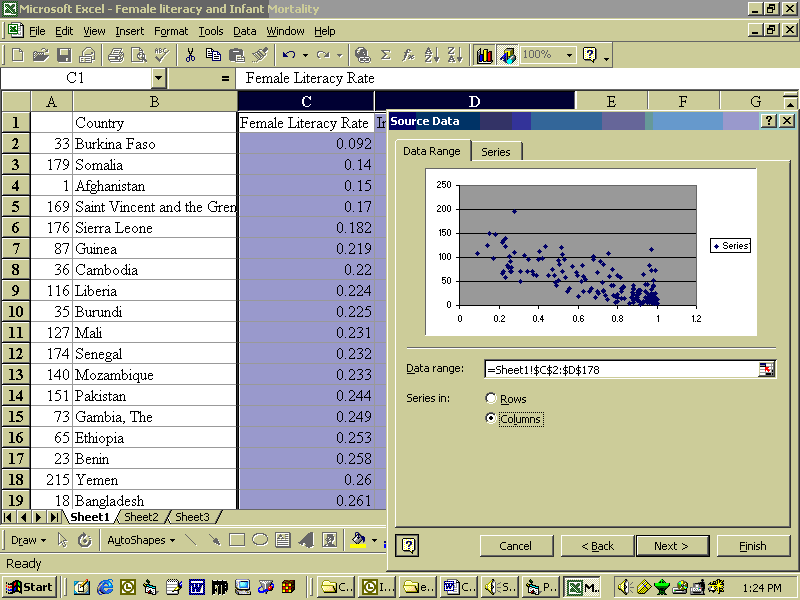 Microsoft Excel - Female literacy and Infant Mortality
File Edit View Insert Format Tools Data Window Help
100%
C1 = Female Literacy Rate
A B C D E F G
1 Country Female Literacy Rate
2 33 Burkina Faso 0.092
3 179 Somalia 0.14
4 1 Afghanistan 0.15
5 169 Saint Vincent and the Gren 0.17
6 176 Sierra Leone 0.182
7 87 Guinea 0.219
8 36 Cambodia 0.22
9 116 Liberia 0.224
10 35 Burundi 0.225
11 127 Mali 0.231
12 174 Senegal 0.232
13 140 Mozambique 0.233
14 151 Pakistan 0.244
15 73 Gambia, The 0.249
16 65 Ethiopia 0.253
17 23 Benin 0.258
18 215 Yemen 0.26
19 18 Bangladesh 0.261
Source Data
Data Range Series
250
200
150
100
50
0
0 0.2 0.4 0.6 0.8 1 1.2
Series
Data range: =Sheet1!$C$2:$D$178
Series in: Rows
Columns
Cancel < Back Next > Finish
Sheet1 Sheet2 Sheet3
Draw AutoShapes
Ready
Start C.. I... e.. C.. S.. P.. M.. 1:24 PM